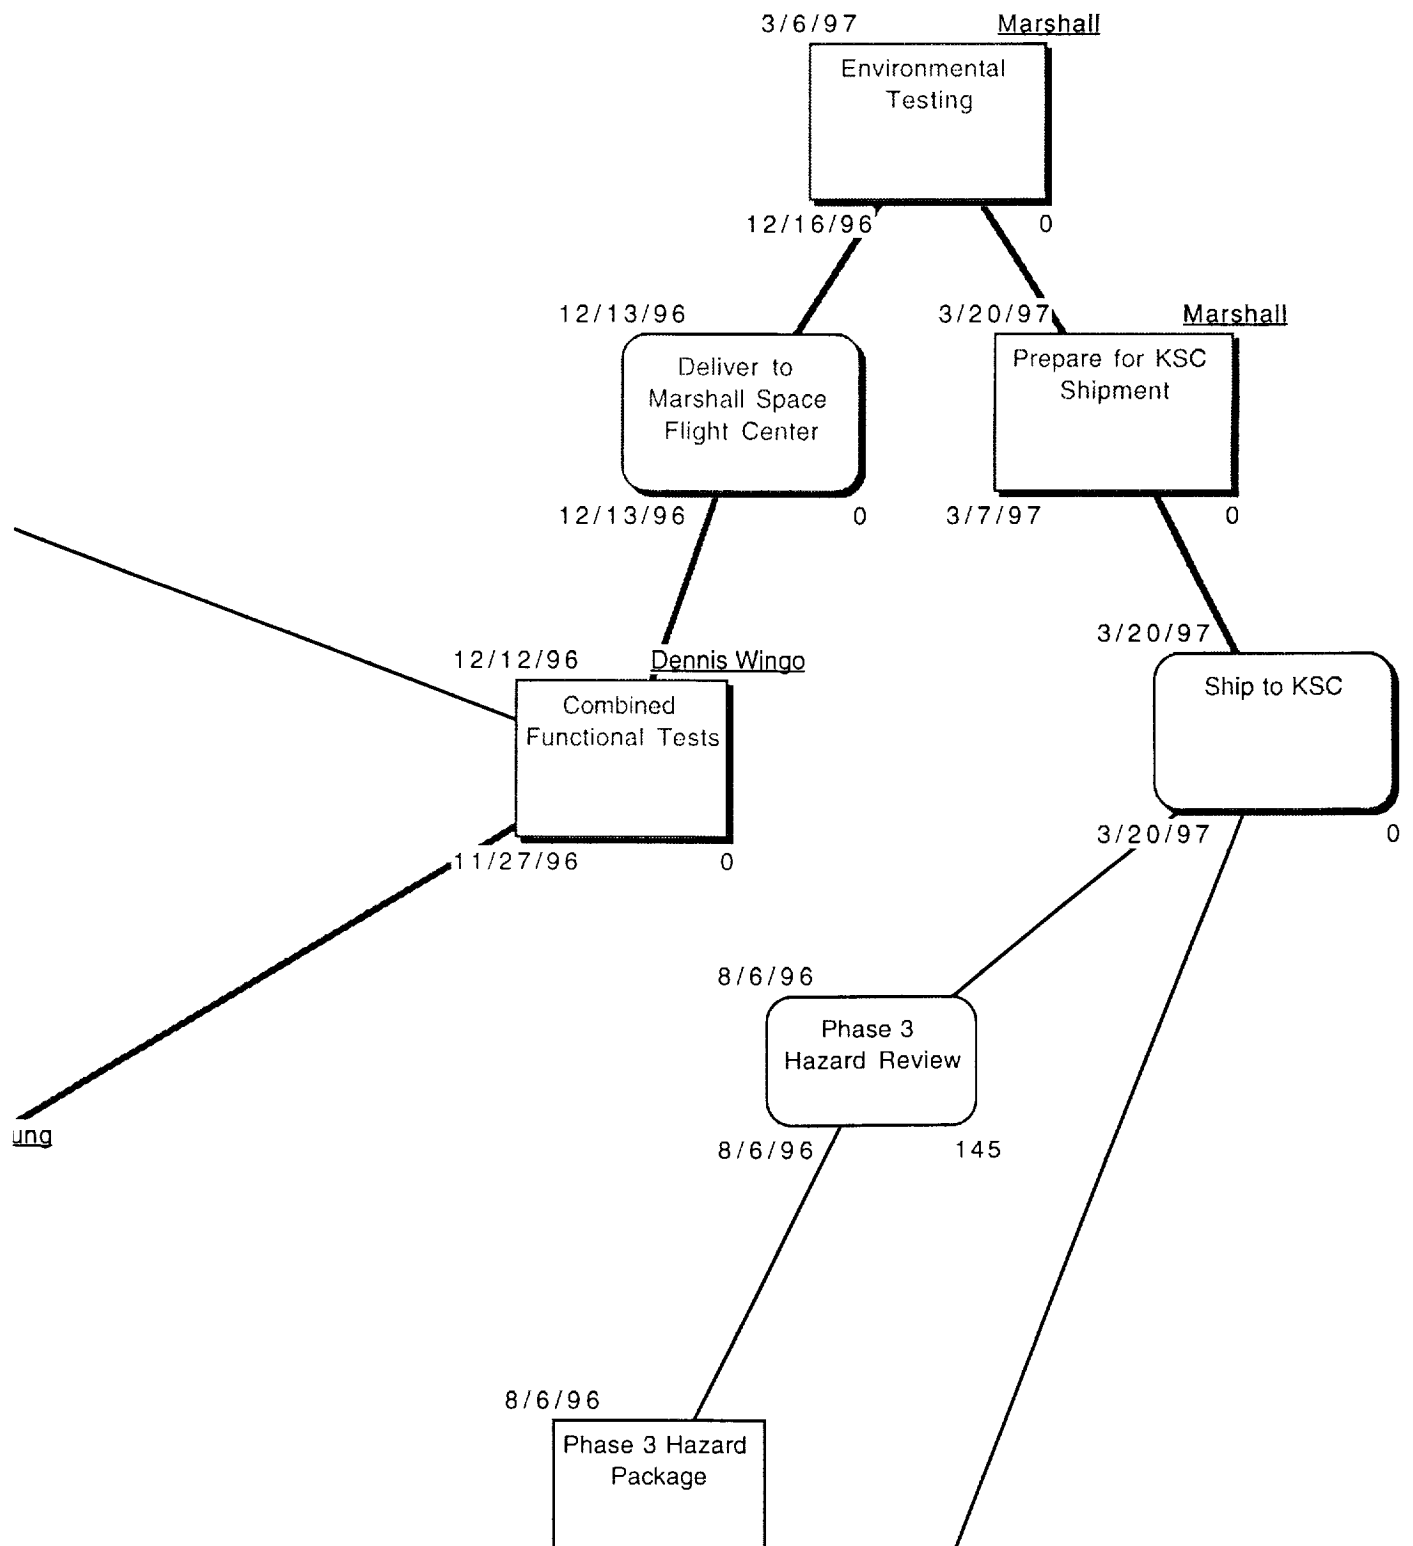 3/6/97 Marshall
Environmental
Testing
12/16/96 0
12/13/96
Deliver to
Marshall Space
Flight Center
12/13/96 0
3/20/97 Marshall
Prepare for KSC
Shipment
3/7/97 0
12/12/96 Dennis Wingo
Combined
Functional Tests
11/27/96 0
3/20/97
Ship to KSC
3/20/97 0
8/6/96
Phase 3
Hazard Review
8/6/96 145
ung
8/6/96
Phase 3 Hazard
Package